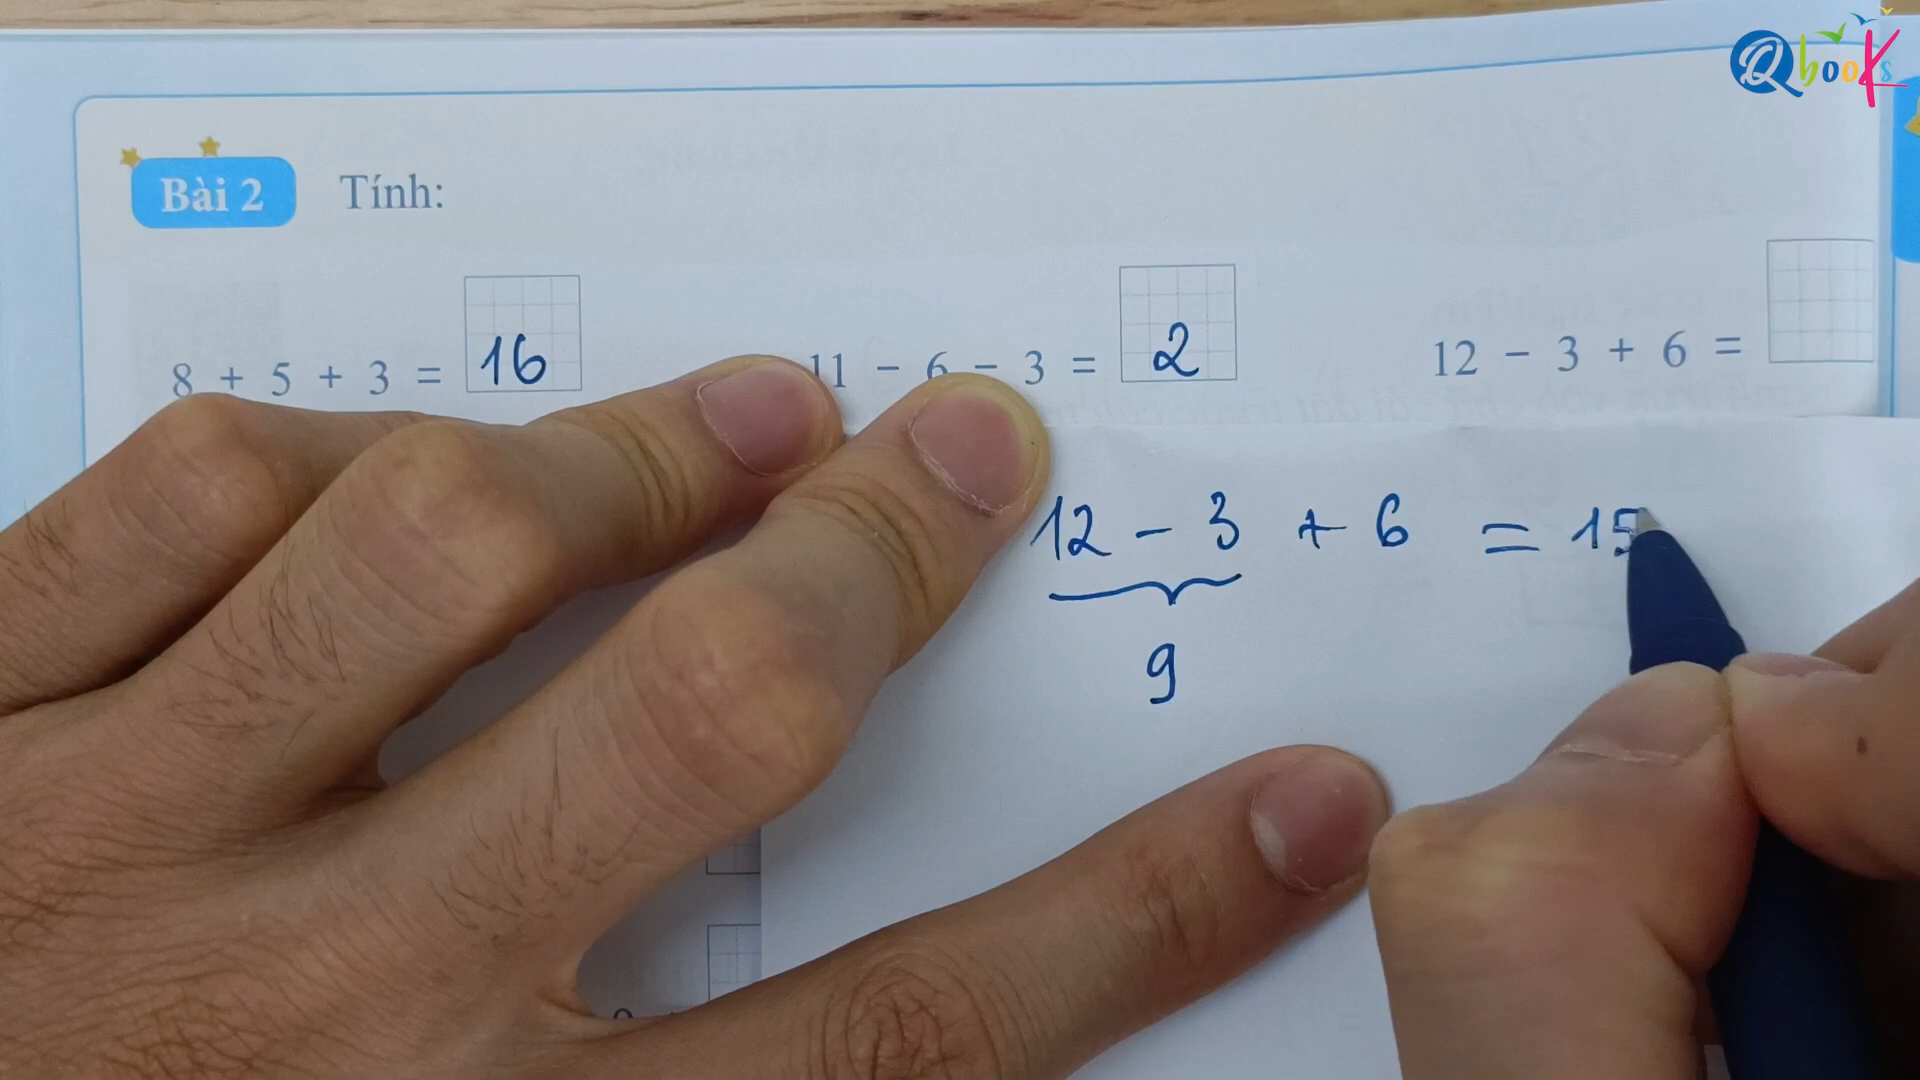 Qbooks
Bài 2 Tính:
8 + 5 + 3 = 16 11 - 6 - 3 = 2 12 - 3 + 6 =
12 - 3 + 6 = 15
9